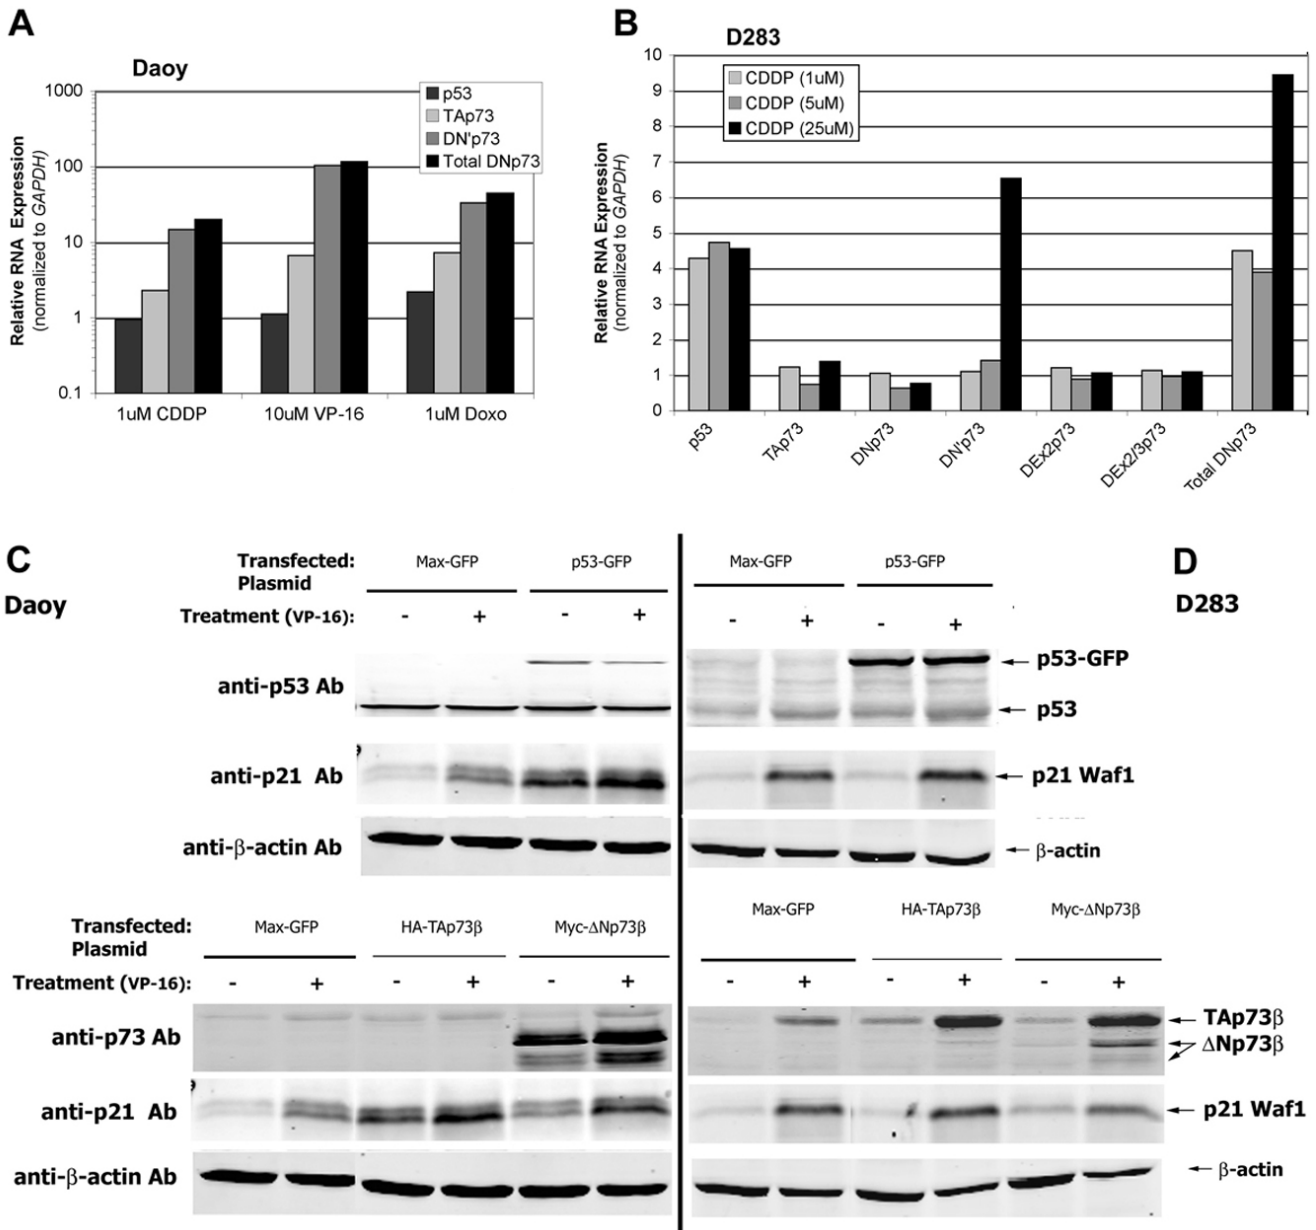 A
Daoy
Relative RNA Expression
(normalized to GAPDH)
1000
100
10
1
0.1
p53
TAp73
DN'p73
Total DNp73
1uM CDDP
10uM VP-16
1uM Doxo
B
D283
Relative RNA Expression
(normalized to GAPDH)
10
9
8
7
6
5
4
3
2
1
0
CDDP (1uM)
CDDP (5uM)
CDDP (25uM)
p53
TAp73
DNp73
DN'p73
DEx2p73
DEx2/3p73
Total DNp73
C
Daoy
Transfected:
Plasmid
Max-GFP
p53-GFP
Treatment (VP-16):
- + - +
anti-p53 Ab
anti-p21 Ab
anti-β-actin Ab
D
D283
Max-GFP
p53-GFP
- + - +
p53-GFP
p53
p21 Waf1
β-actin
Transfected:
Plasmid
Max-GFP
HA-TAp73β
Myc-ΔNp73β
Treatment (VP-16):
- + - + - +
anti-p73 Ab
anti-p21 Ab
anti-β-actin Ab
Max-GFP
HA-TAp73β
Myc-ΔNp73β
- + - + - +
TAp73β
ΔNp73β
p21 Waf1
β-actin